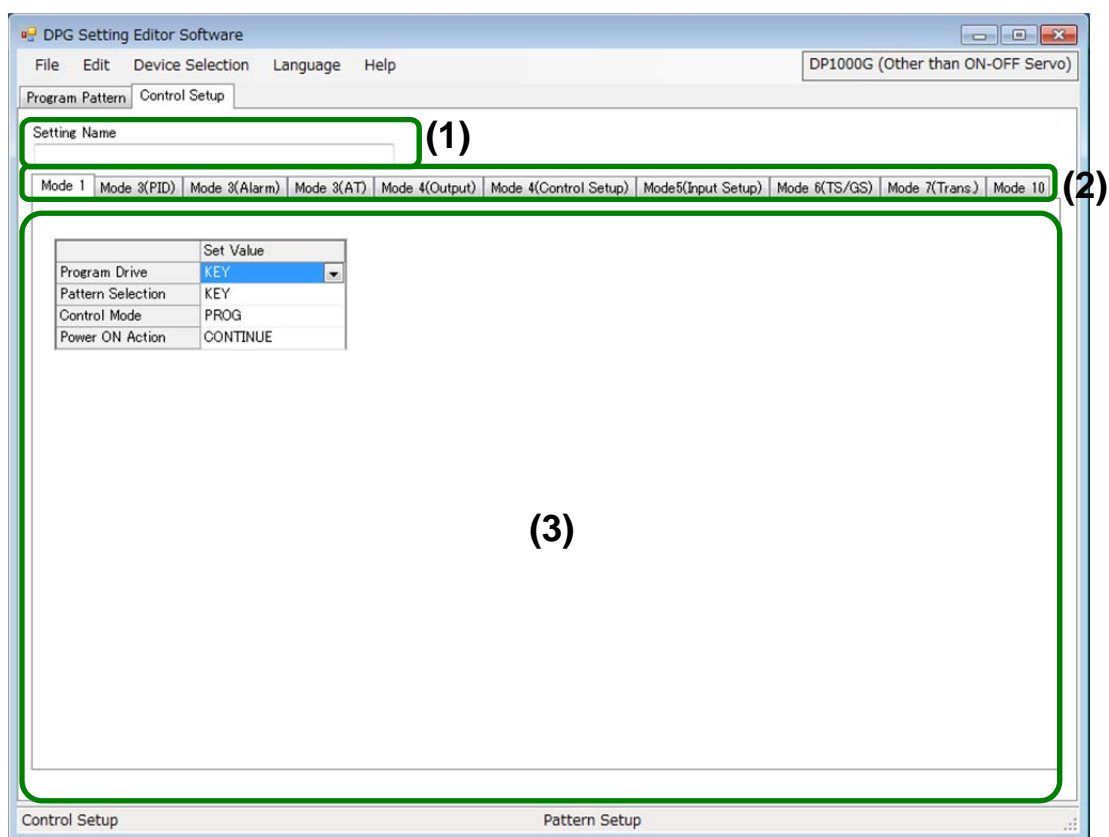 DPG Setting Editor Software
File Edit Device Selection Language Help DP1000G (Other than ON-OFF Servo)
Program Pattern Control Setup
Setting Name (1)
Mode 1 Mode 3(PID) Mode 3(Alarm) Mode 3(AT) Mode 4(Output) Mode 4(Control Setup) Mode5(Input Setup) Mode 6(TS/GS) Mode 7(Trans.) Mode 10 (2)
Set Value
Program Drive KEY
Pattern Selection KEY
Control Mode PROG
Power ON Action CONTINUE
(3)
Control Setup Pattern Setup